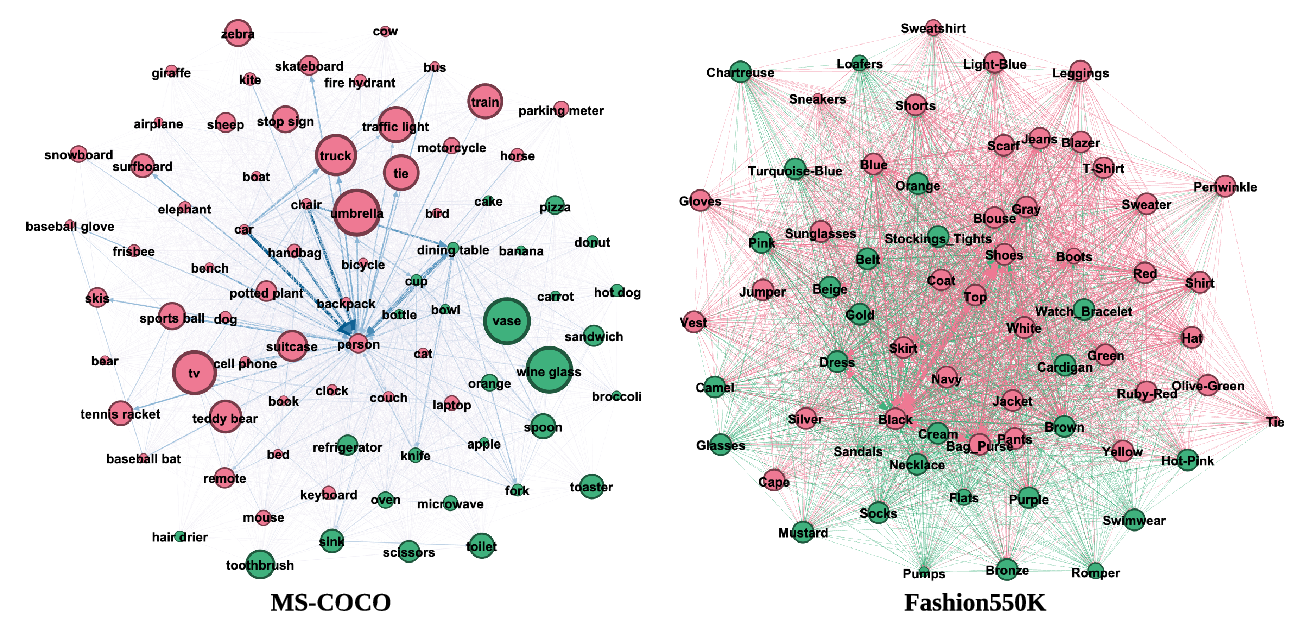 zebra
cow
giraffe
kite
skateboard
fire hydrant
bus
train
parking meter
airplane
sheep
stop sign
traffic light
motorcycle
horse
snowboard
surfboard
truck
tie
boat
elephant
chair
umbrella
bird
cake
pizza
baseball glove
car
frisbee
handbag
bicycle
dining table
banana
donut
bench
cup
skis
potted plant
backpack
bottle
bowl
carrot
hot dog
sports ball
dog
vase
sandwich
suitcase
person
cat
bear
tv
cell phone
orange
wine glass
broccoli
book
clock
couch
laptop
tennis racket
teddy bear
spoon
baseball bat
bed
refrigerator
knife
apple
remote
keyboard
oven
microwave
fork
toaster
mouse
hair drier
sink
scissors
toilet
toothbrush
MS-COCO
Sweatshirt
Chartreuse
Loafers
Light-Blue
Leggings
Sneakers
Shorts
Scarf
Jeans
Blazer
Turquoise-Blue
Blue
T-Shirt
Orange
Periwinkle
Gloves
Sunglasses
Blouse
Gray
Sweater
Pink
Stockings_Tights
Belt
Shoes
Boots
Red
Jumper
Beige
Coat
Top
Shirt
Vest
Gold
White
Watch_Bracelet
Hat
Dress
Skirt
Cardigan
Green
Camel
Navy
Ruby-Red
Olive-Green
Silver
Black
Jacket
Tie
Glasses
Sandals
Cream
Bag_Purse
Pants
Brown
Yellow
Hot-Pink
Cape
Necklace
Socks
Flats
Purple
Mustard
Swimwear
Pumps
Bronze
Romper
Fashion550K